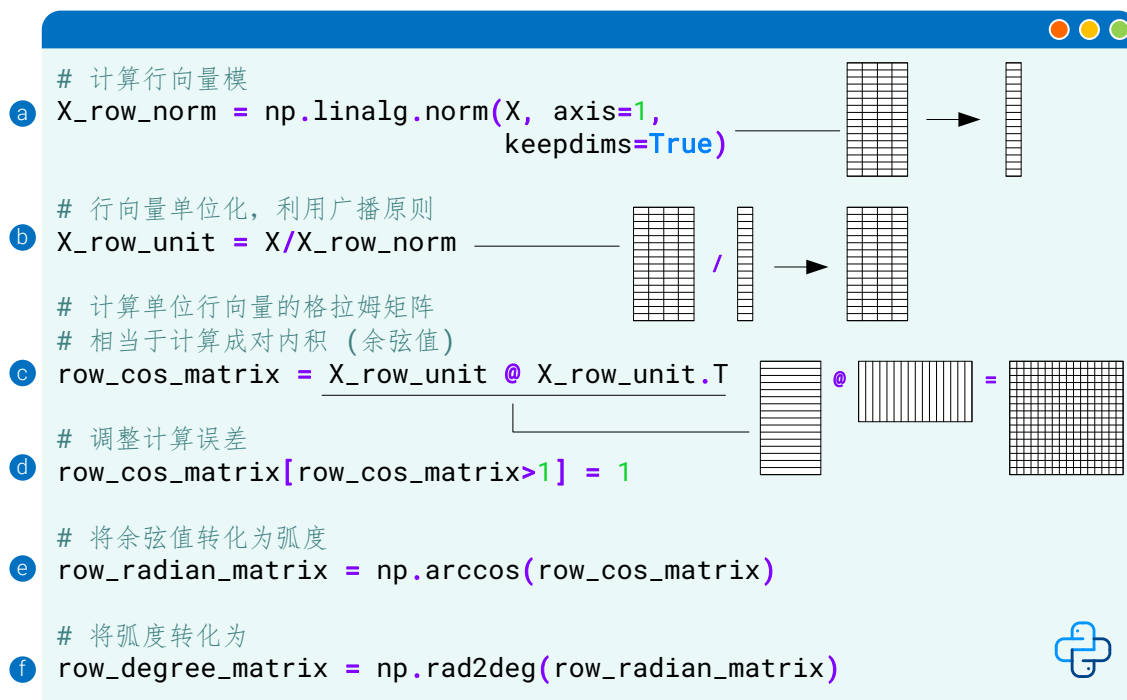 # 计算行向量模
a X_row_norm = np.linalg.norm(X, axis=1,
keepdims=True)
# 行向量单位化，利用广播原则
b X_row_unit = X/X_row_norm
/
# 计算单位行向量的格拉姆矩阵
# 相当于计算成对内积 (余弦值)
c row_cos_matrix = X_row_unit @ X_row_unit.T
@ =
# 调整计算误差
d row_cos_matrix[row_cos_matrix>1] = 1
# 将余弦值转化为弧度
e row_radian_matrix = np.arccos(row_cos_matrix)
# 将弧度转化为
f row_degree_matrix = np.rad2deg(row_radian_matrix)